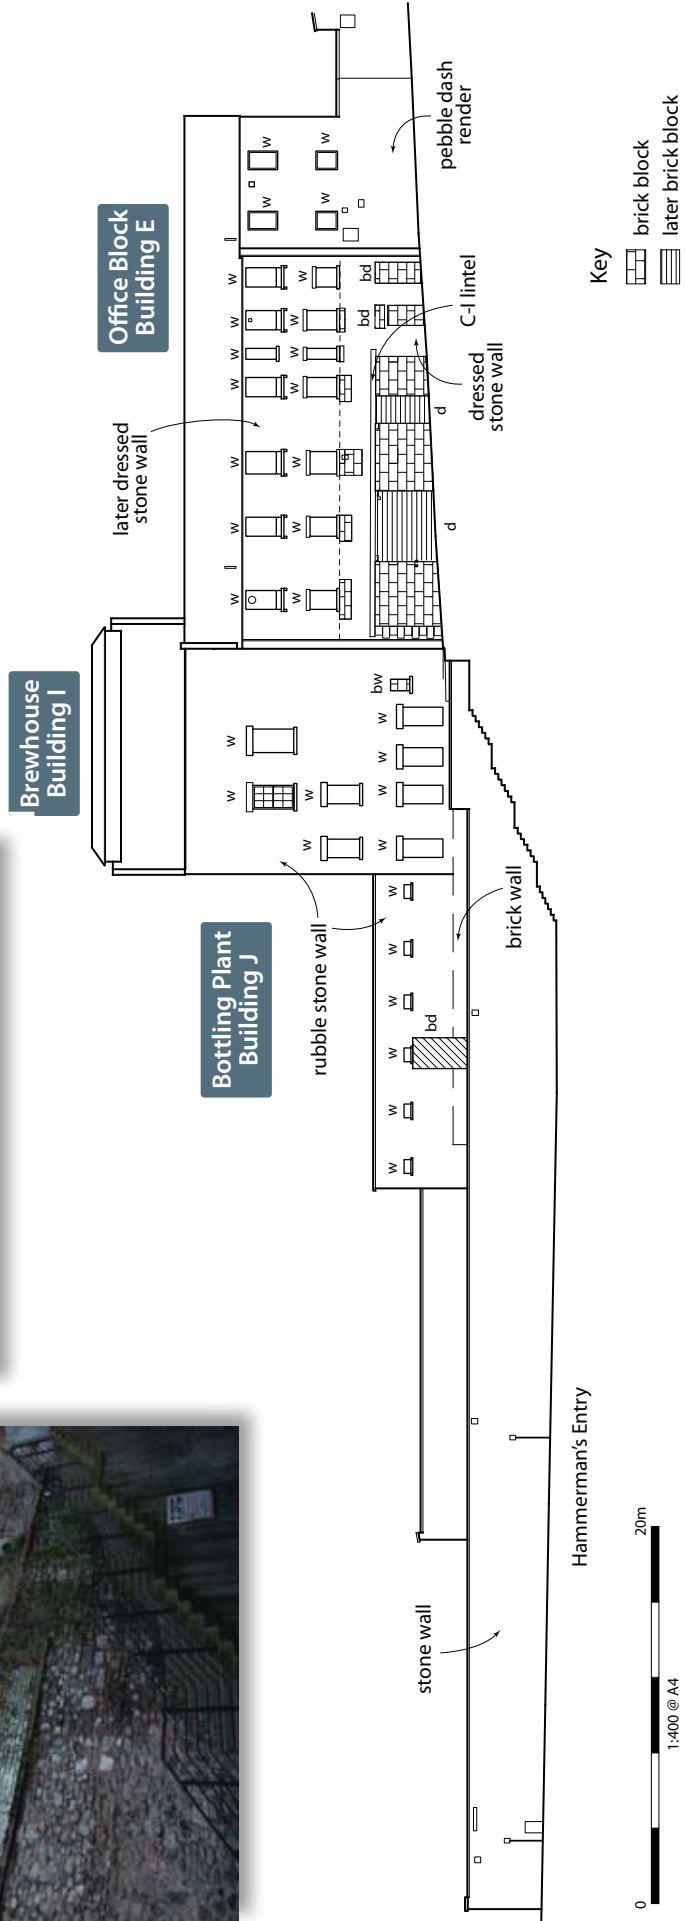 Brewhouse
Building I
Office Block
Building E
later dressed
stone wall
Bottling Plant
Building J
w w
w w w w w w w
w w
w w
w w w w w w w
w w
rubble stone wall
bd bd
w w w w bw
w w w w w w
bd
pebble dash
render
C-I lintel
dressed
stone wall
d d
brick wall
stone wall
Hammerman's Entry
Key
brick block
later brick block
0 20m
1:400 @ A4